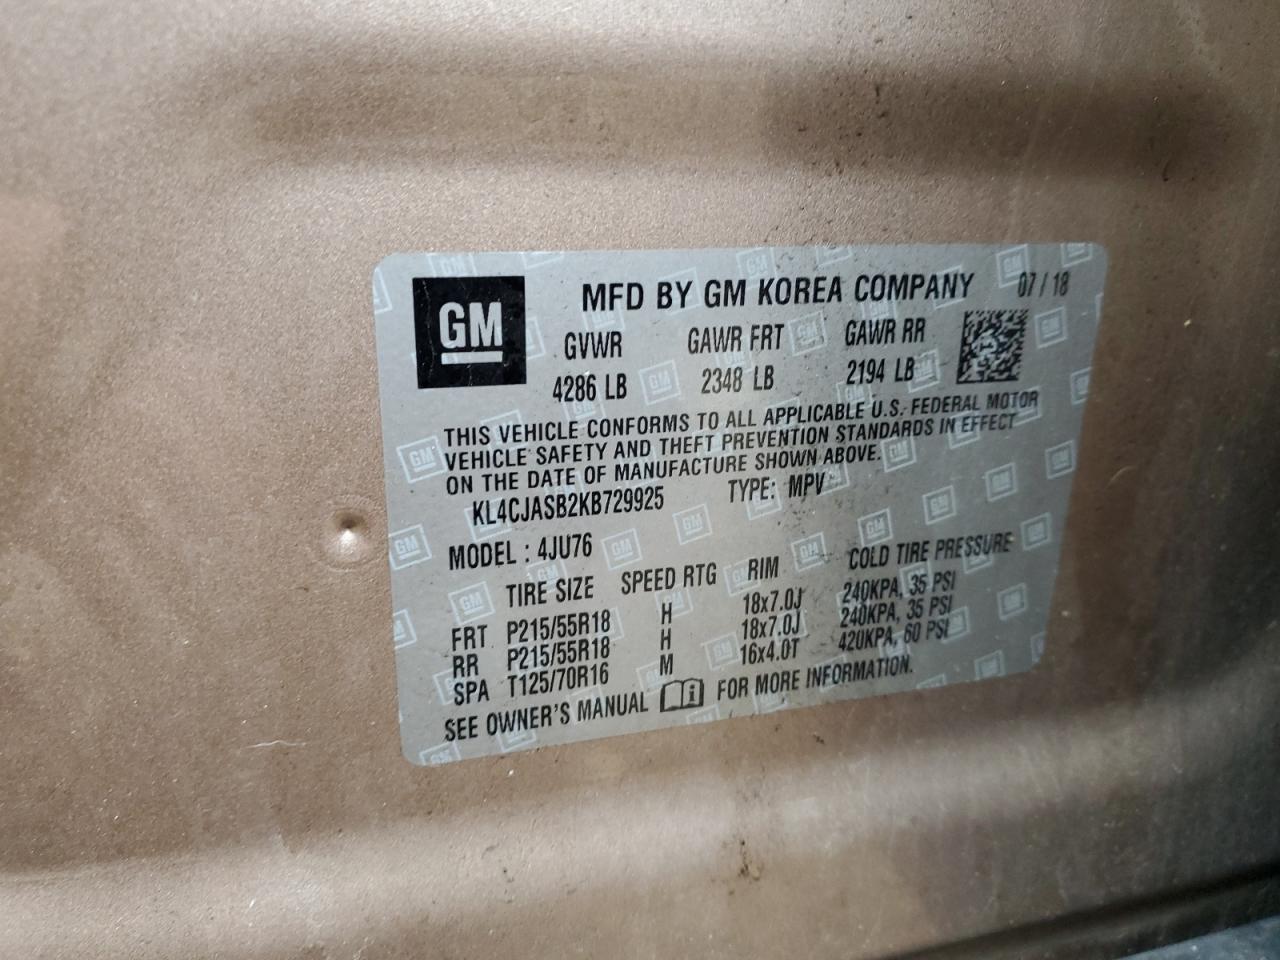 GM
MFD BY GM KOREA COMPANY 07/18
GVWR GAWR FRT GAWR RR
4286 LB 2348 LB 2194 LB
THIS VEHICLE CONFORMS TO ALL APPLICABLE U.S. FEDERAL MOTOR
VEHICLE SAFETY AND THEFT PREVENTION STANDARDS IN EFFECT
ON THE DATE OF MANUFACTURE SHOWN ABOVE.
KL4CJASB2KB729925 TYPE: MPV
MODEL : 4JU76
TIRE SIZE SPEED RTG RIM COLD TIRE PRESSURE
FRT P215/55R18 H 18x7.0J 240KPA, 35 PSI
RR P215/55R18 H 18x7.0J 240KPA, 35 PSI
SPA T125/70R16 M 16x4.0T 420KPA, 60 PSI
SEE OWNER'S MANUAL FOR MORE INFORMATION.